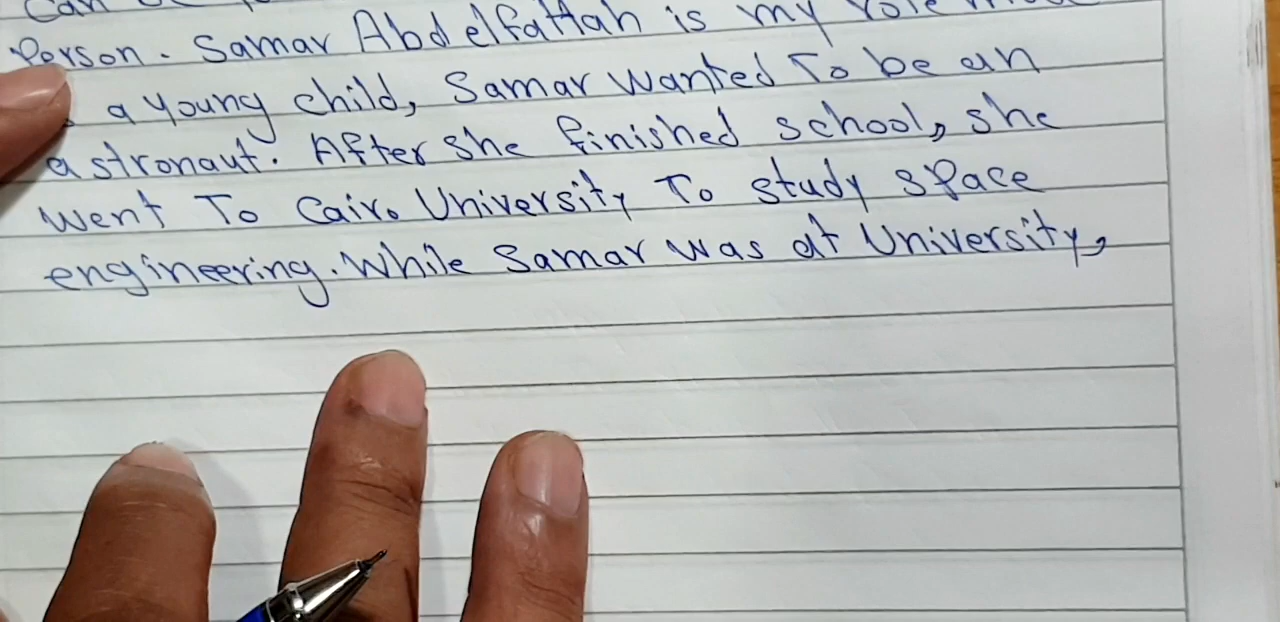 Person. Samar Abdelfattah is my role
a young child, Samar wanted To be an
astronaut. After she finished school, she
went To Cairo University To study space
engineering. While Samar was at University,